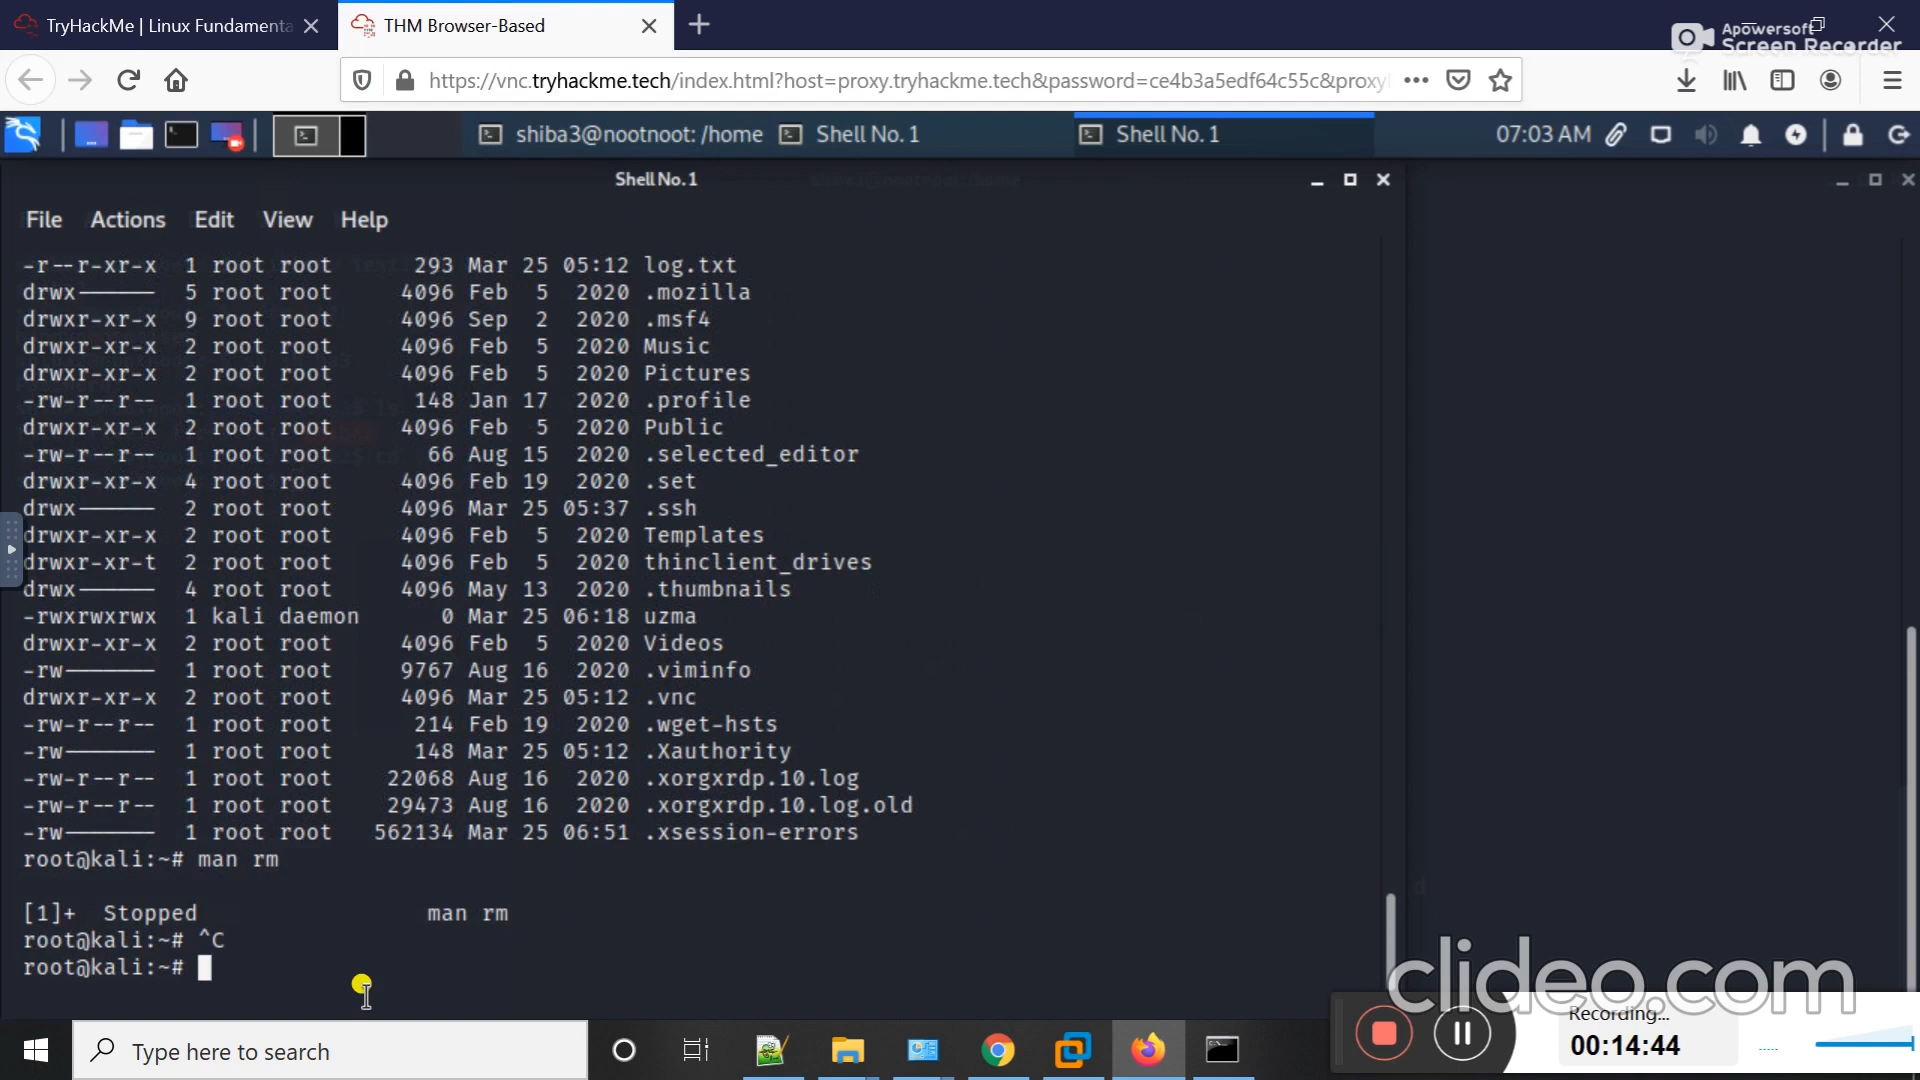 TryHackMe | Linux Fundamenta
THM Browser-Based
Apowersoft
Screen Recorder
https://vnc.tryhackme.tech/index.html?host=proxy.tryhackme.tech&password=ce4b3a5edf64c55c&proxyI
shiba3@nootnoot: /home
Shell No. 1
Shell No. 1
07:03 AM
Shell No. 1
File Actions Edit View Help
-r--r-xr-x 1 root root 293 Mar 25 05:12 log.txt
drwx------ 5 root root 4096 Feb 5 2020 .mozilla
drwxr-xr-x 9 root root 4096 Sep 2 2020 .msf4
drwxr-xr-x 2 root root 4096 Feb 5 2020 Music
drwxr-xr-x 2 root root 4096 Feb 5 2020 Pictures
-rw-r--r-- 1 root root 148 Jan 17 2020 .profile
drwxr-xr-x 2 root root 4096 Feb 5 2020 Public
-rw-r--r-- 1 root root 66 Aug 15 2020 .selected_editor
drwxr-xr-x 4 root root 4096 Feb 19 2020 .set
drwx------ 2 root root 4096 Mar 25 05:37 .ssh
drwxr-xr-x 2 root root 4096 Feb 5 2020 Templates
drwxr-xr-t 2 root root 4096 Feb 5 2020 thinclient_drives
drwx------ 4 root root 4096 May 13 2020 .thumbnails
-rwxrwxrwx 1 kali daemon 0 Mar 25 06:18 uzma
drwxr-xr-x 2 root root 4096 Feb 5 2020 Videos
-rw------- 1 root root 9767 Aug 16 2020 .viminfo
drwxr-xr-x 2 root root 4096 Mar 25 05:12 .vnc
-rw-r--r-- 1 root root 214 Feb 19 2020 .wget-hsts
-rw------- 1 root root 148 Mar 25 05:12 .Xauthority
-rw-r--r-- 1 root root 22068 Aug 16 2020 .xorgxrdp.10.log
-rw-r--r-- 1 root root 29473 Aug 16 2020 .xorgxrdp.10.log.old
-rw------- 1 root root 562134 Mar 25 06:51 .xsession-errors
root@kali:~# man rm
[1]+ Stopped man rm
root@kali:~# ^C
root@kali:~#
clideo.com
Recording...
00:14:44
Type here to search